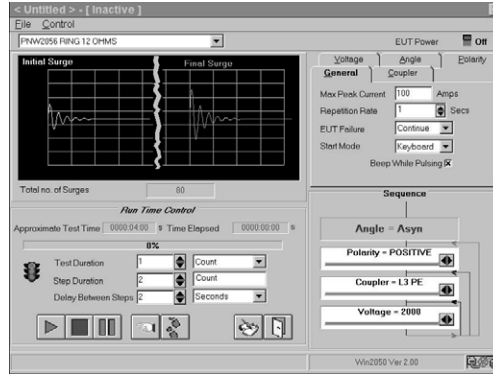 < Untitled > - [ Inactive ]
File Control
PNW2056 RING 12 OHMS
EUT Power Off
Initial Surge Final Surge
Voltage Angle Polarity
General Coupler
Max Peak Current 100 Amps
Repetition Rate 1 Secs
EUT Failure Continue
Start Mode Keyboard
Beep While Pulsing
Total no. of Surges 80
Run Time Control
Approximate Test Time 0000:04:00 s Time Elapsed 0000:00:00 s
0%
Test Duration 1 Count
Step Duration 2 Count
Delay Between Steps 2 Seconds
Sequence
Angle = Asyn
Polarity = POSITIVE
Coupler = L3 PE
Voltage = 2000
Win2050 Ver 2.00